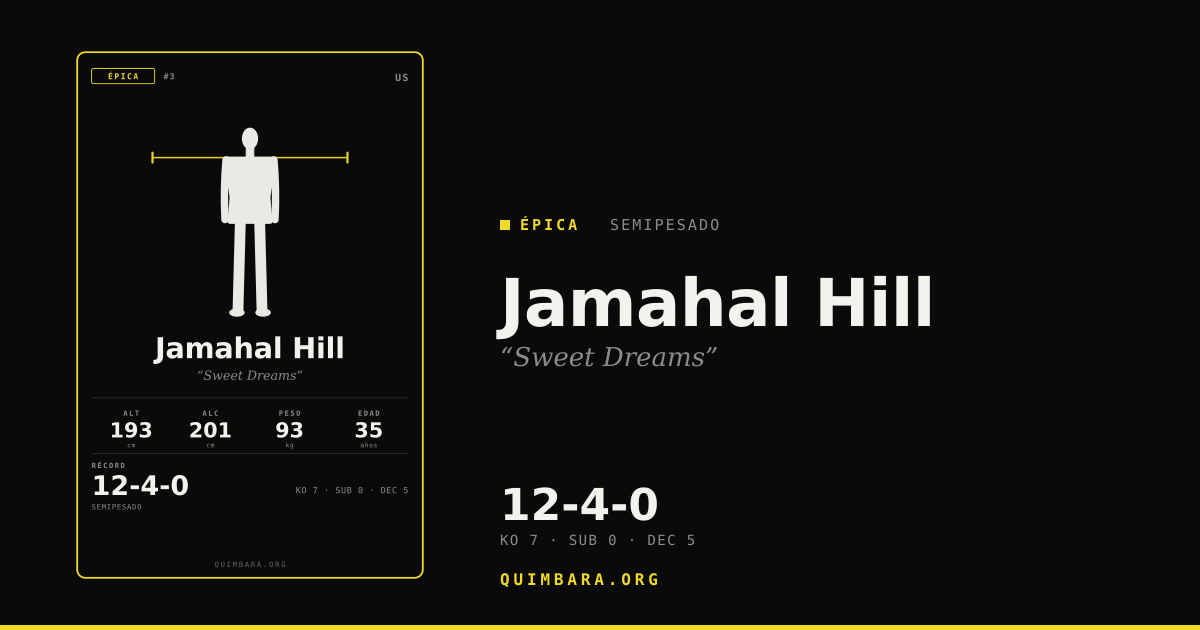 ÉPICA #3 US
Jamahal Hill
“Sweet Dreams”
ALT ALC PESO EDAD
193 201 93 35
cm cm kg años
RÉCORD
12-4-0 KO 7 · SUB 0 · DEC 5
SEMIPESADO
QUIMBARA.ORG
ÉPICA SEMIPESADO
Jamahal Hill
“Sweet Dreams”
12-4-0
KO 7 · SUB 0 · DEC 5
QUIMBARA.ORG